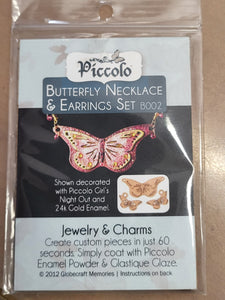 Piccolo
BUTTERFLY NECKLACE
& EARRINGS SET B002
Shown decorated
with Piccolo Girl's
Night Out and
24k Gold Enamel.
Jewelry & Charms
Create custom pieces in just 60
seconds. Simply coat with Piccolo
Enamel Powder & Glastique Glaze.
© 2012 Globecraft Memories | Instructions on back